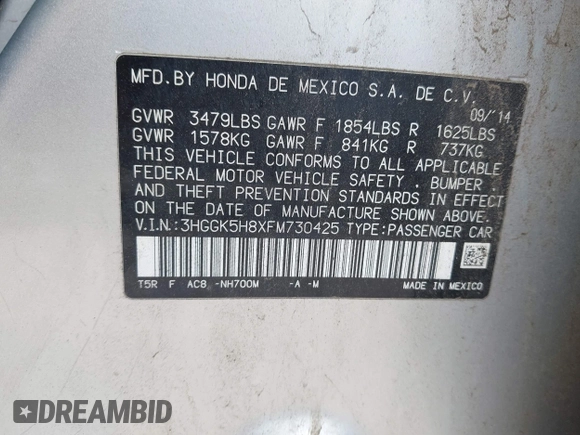 MFD.BY HONDA DE MEXICO S.A. DE C.V.
09/'14
GVWR 3479LBS GAWR F 1854LBS R 1625LBS
GVWR 1578KG GAWR F 841KG R 737KG
THIS VEHICLE CONFORMS TO ALL APPLICABLE
FEDERAL MOTOR VEHICLE SAFETY , BUMPER ,
AND THEFT PREVENTION STANDARDS IN EFFECT
ON THE DATE OF MANUFACTURE SHOWN ABOVE.
V.I.N.:3HGGK5H8XFM730425 TYPE:PASSENGER CAR
T5R F AC8 -NH700M -A -M MADE IN MEXICO
DREAMBID